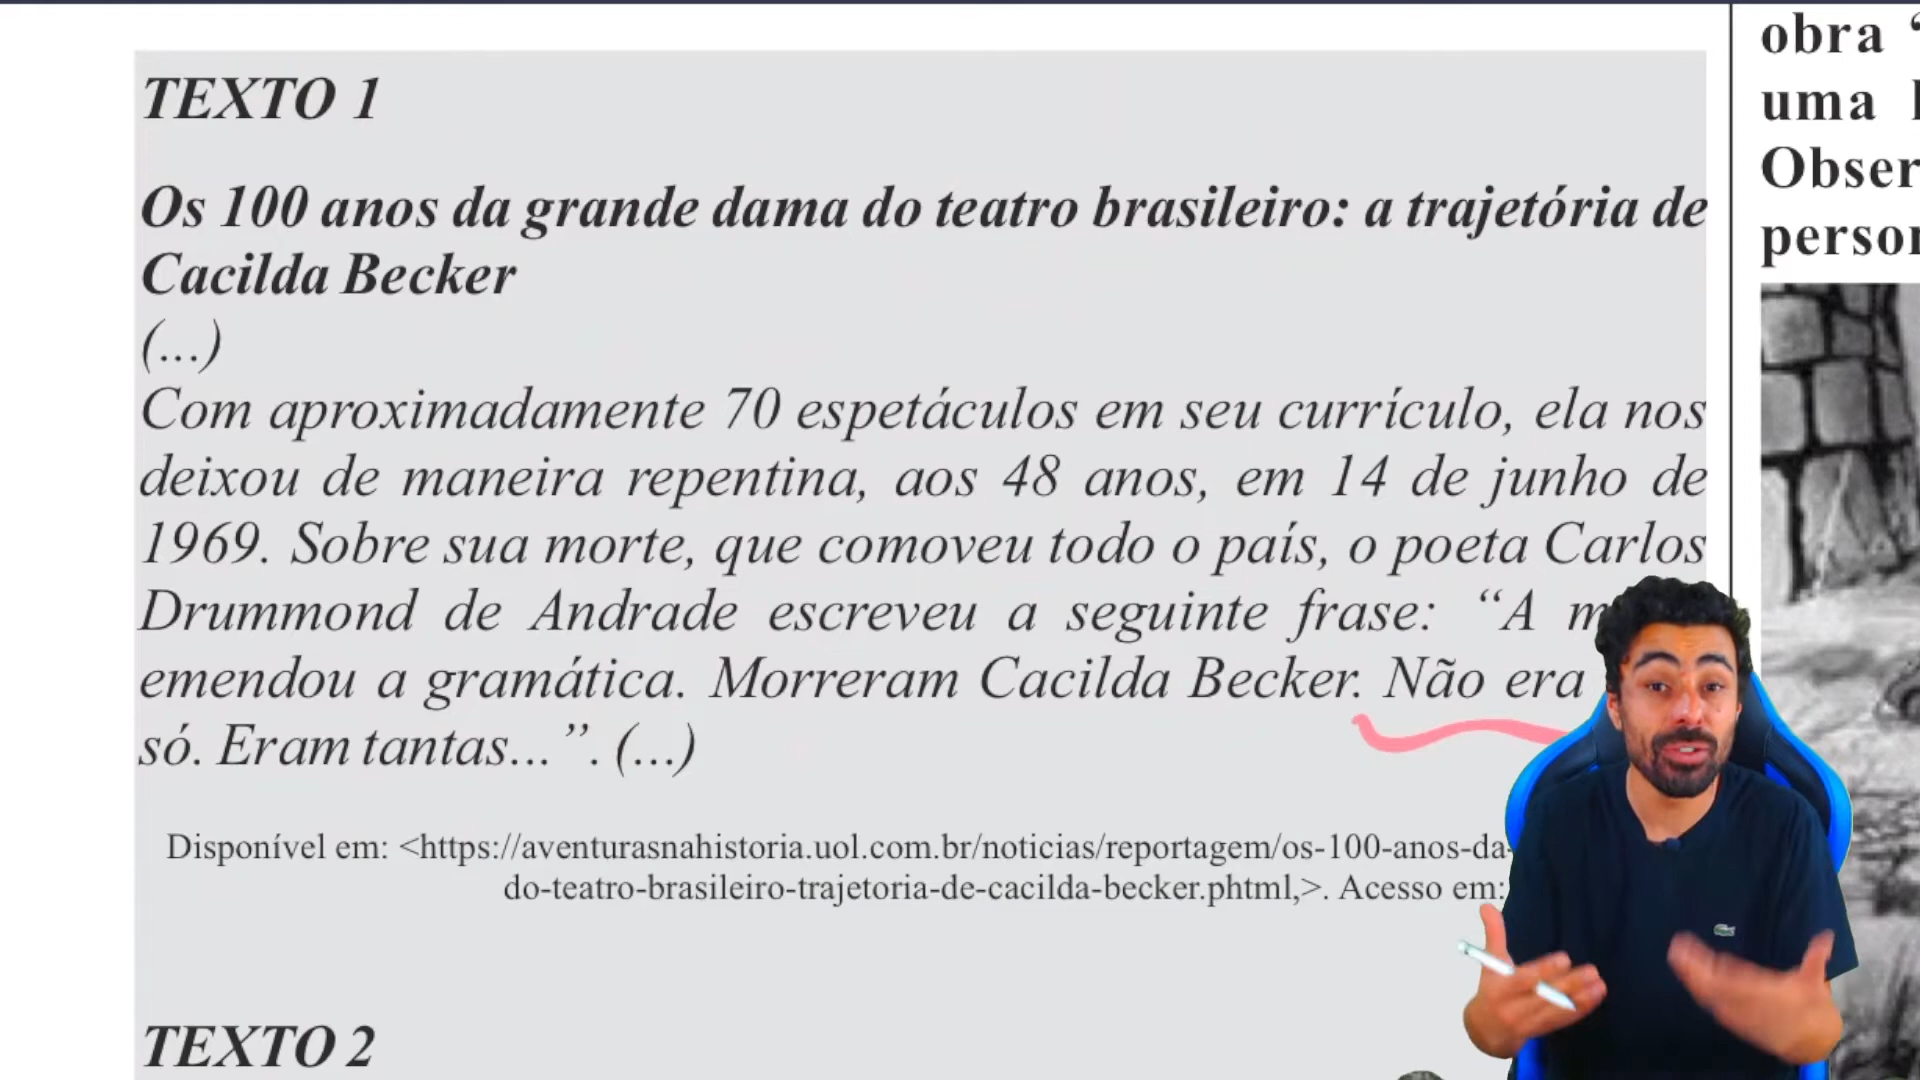 TEXTO 1
Os 100 anos da grande dama do teatro brasileiro: a trajetória de
Cacilda Becker
(...)
Com aproximadamente 70 espetáculos em seu currículo, ela nos
deixou de maneira repentina, aos 48 anos, em 14 de junho de
1969. Sobre sua morte, que comoveu todo o país, o poeta Carlos
Drummond de Andrade escreveu a seguinte frase: “A
emendou a gramática. Morreram Cacilda Becker. Não era
só. Eram tantas...”. (...)
Disponível em: <https://aventurasnahistoria.uol.com.br/noticias/reportagem/os-100-anos-da-
do-teatro-brasileiro-trajetoria-de-cacilda-becker.phtml,>. Acesso em:
TEXTO 2
obra
uma